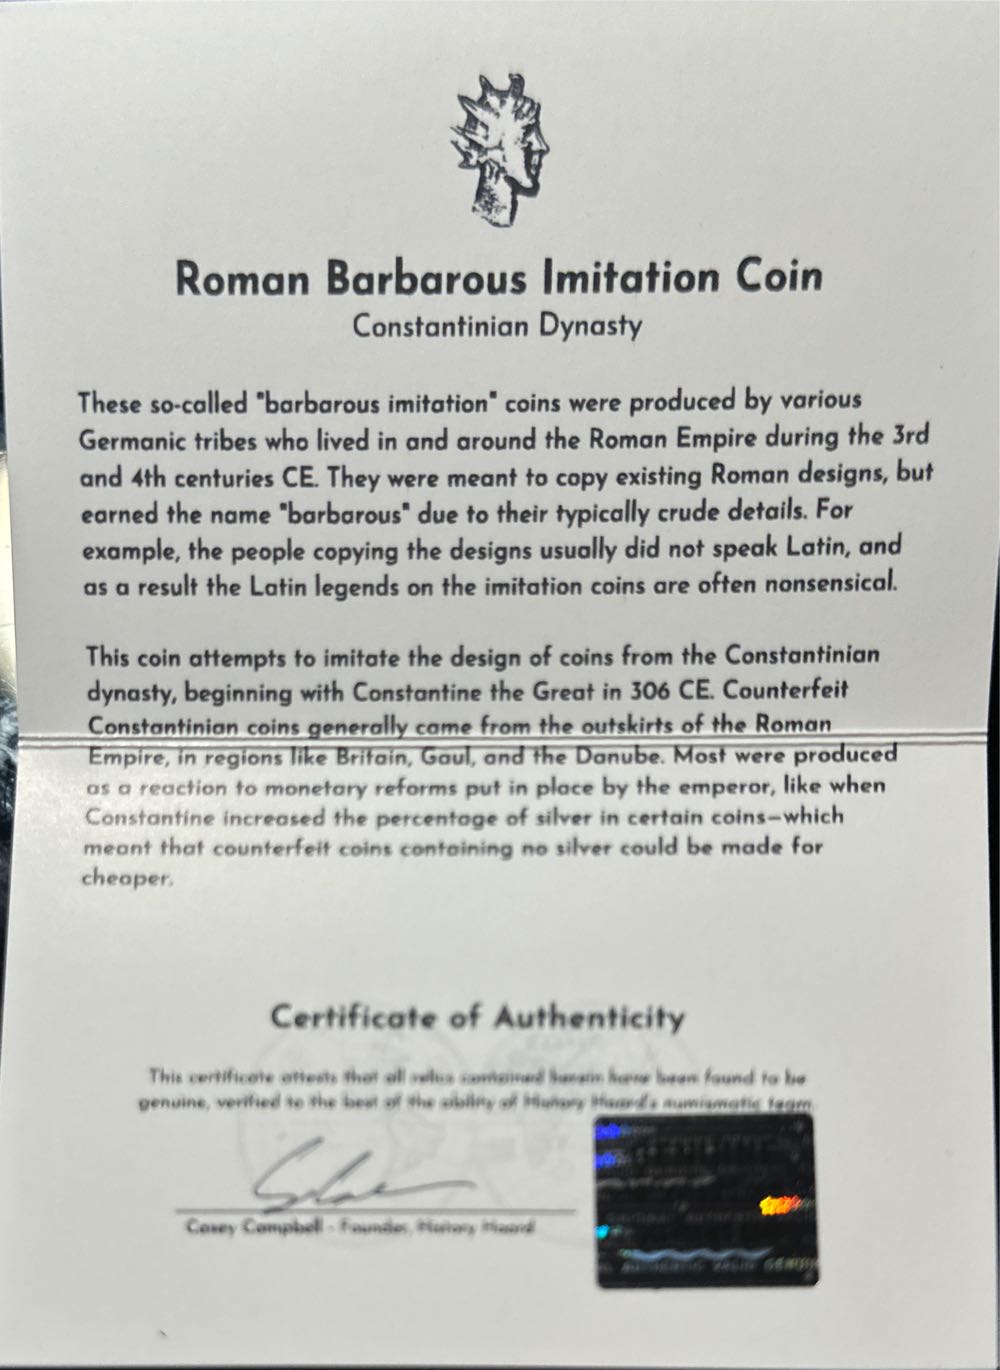 Roman Barbarous Imitation Coin
Constantinian Dynasty
These so-called "barbarous imitation" coins were produced by various
Germanic tribes who lived in and around the Roman Empire during the 3rd
and 4th centuries CE. They were meant to copy existing Roman designs, but
earned the name "barbarous" due to their typically crude details. For
example, the people copying the designs usually did not speak Latin, and
as a result the Latin legends on the imitation coins are often nonsensical.
This coin attempts to imitate the design of coins from the Constantinian
dynasty, beginning with Constantine the Great in 306 CE. Counterfeit
Constantinian coins generally came from the outskirts of the Roman
Empire, in regions like Britain, Gaul, and the Danube. Most were produced
as a reaction to monetary reforms put in place by the emperor, like when
Constantine increased the percentage of silver in certain coins—which
meant that counterfeit coins containing no silver could be made for
cheaper.
Certificate of Authenticity
This certificate attests that all relics contained herein have been found to be
genuine, verified to the best of the ability of History Hoard's numismatic team.
Casey Campbell - Founder, History Hoard
AUTHENTIC VALID GENUIN